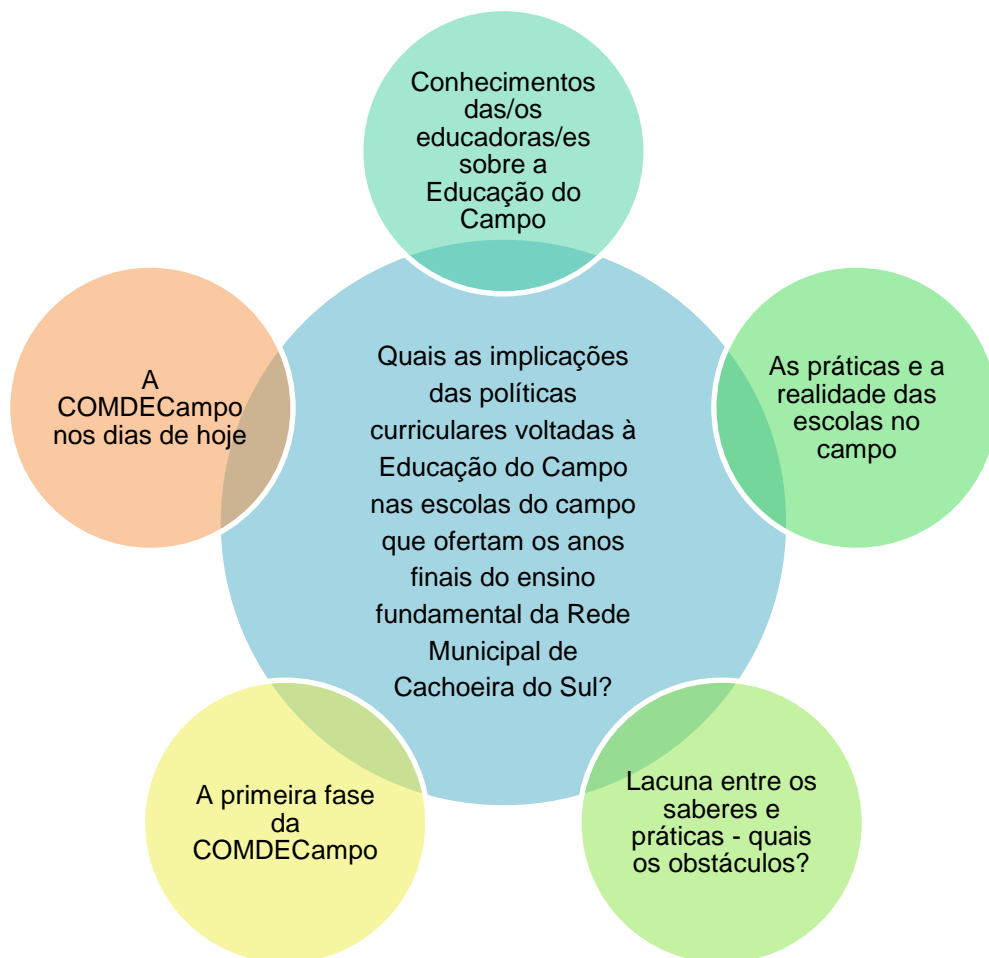 Conhecimentos
das/os
educadoras/es
sobre a
Educação do
Campo
As práticas e a
realidade das
escolas no
campo
Lacuna entre os
saberes e
práticas - quais
os obstáculos?
A primeira fase
da
COMDECampo
A
COMDECampo
nos dias de hoje
Quais as implicações
das políticas
curriculares voltadas à
Educação do Campo
nas escolas do campo
que ofertam os anos
finais do ensino
fundamental da Rede
Municipal de
Cachoeira do Sul?